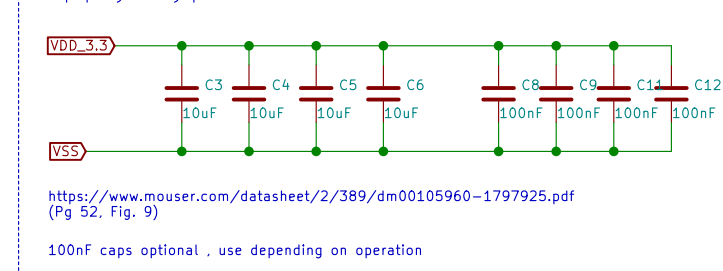 VDD_3.3
C3 C4 C5 C6 C8 C9 C11 C12
10uF 10uF 10uF 10uF 100nF 100nF 100nF 100nF
VSS
https://www.mouser.com/datasheet/2/389/dm00105960-1797925.pdf
(Pg 52, Fig. 9)
100nF caps optional , use depending on operation